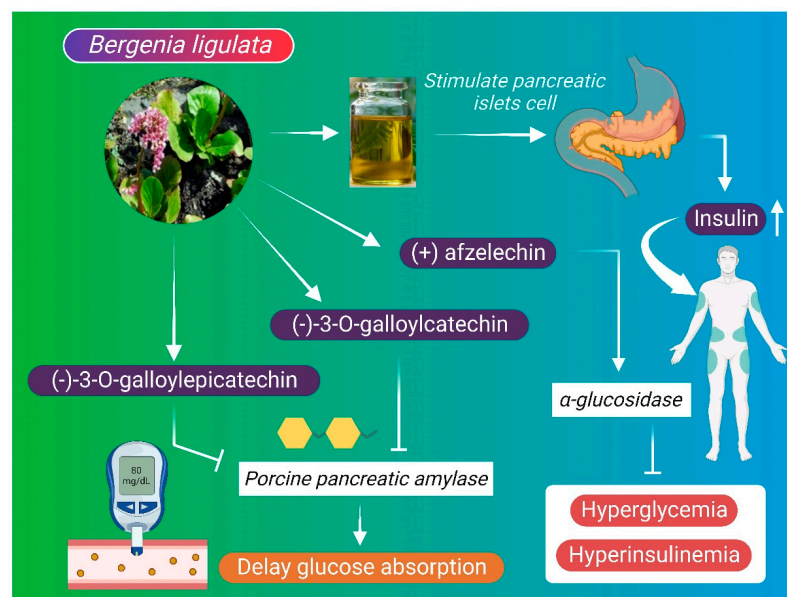 Bergenia ligulata
Stimulate pancreatic
islets cell
Insulin
(+) afzelechin
(-)-3-O-galloylcatechin
(-)-3-O-galloylepicatechin
α-glucosidase
80
mg/dL
Porcine pancreatic amylase
Hyperglycemia
Hyperinsulinemia
Delay glucose absorption